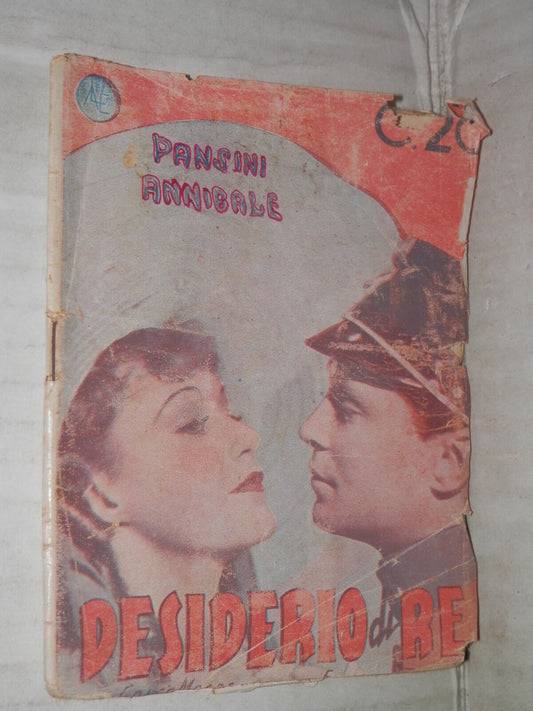 C.20
PANSINI
ANNIBALE
DESIDERIO di RE